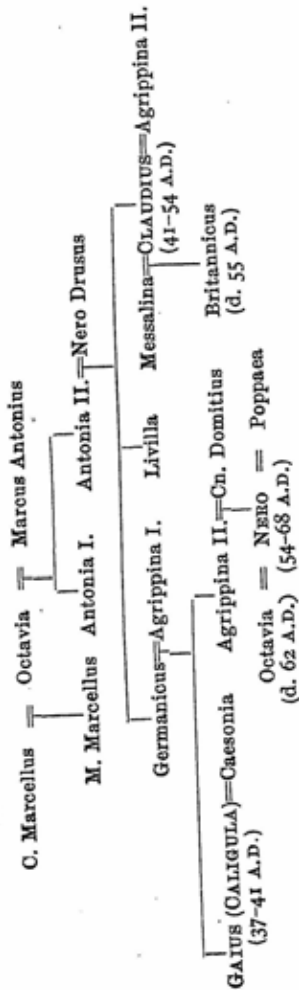 C. Marcellus = Octavia = Marcus Antonius
M. Marcellus Antonia I. Antonia II.=Nero Drusus
Germanicus=Agrippina I. Livilla Messalina=CLAUDIUS=Agrippina II.
(41-54 A.D.)
GAIUS (CALIGULA)=Caesonia Agrippina II.=Cn. Domitius Britannicus
(37-41 A.D.) (d. 55 A.D.)
Octavia = NERO = Poppaea
(d. 62 A.D.) (54-68 A.D.)